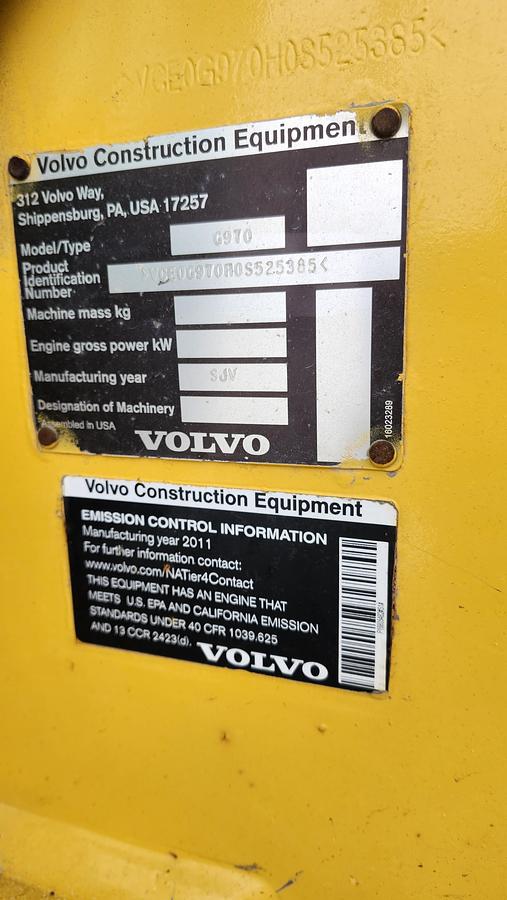 >VCE0G970H0S525385<
Volvo Construction Equipment
312 Volvo Way,
Shippensburg, PA, USA 17257
Model/Type G970
Product Identification Number >VCE0G970H0S525385<
Machine mass kg
Engine gross power kW
Manufacturing year
Designation of Machinery
Assembled in USA
VOLVO
16023289
Volvo Construction Equipment
EMISSION CONTROL INFORMATION
Manufacturing year 2011
For further information contact:
www.volvo.com/NATier4Contact
THIS EQUIPMENT HAS AN ENGINE THAT
MEETS U.S. EPA AND CALIFORNIA EMISSION
STANDARDS UNDER 40 CFR 1039.625
AND 13 CCR 2423(d).
VOLVO